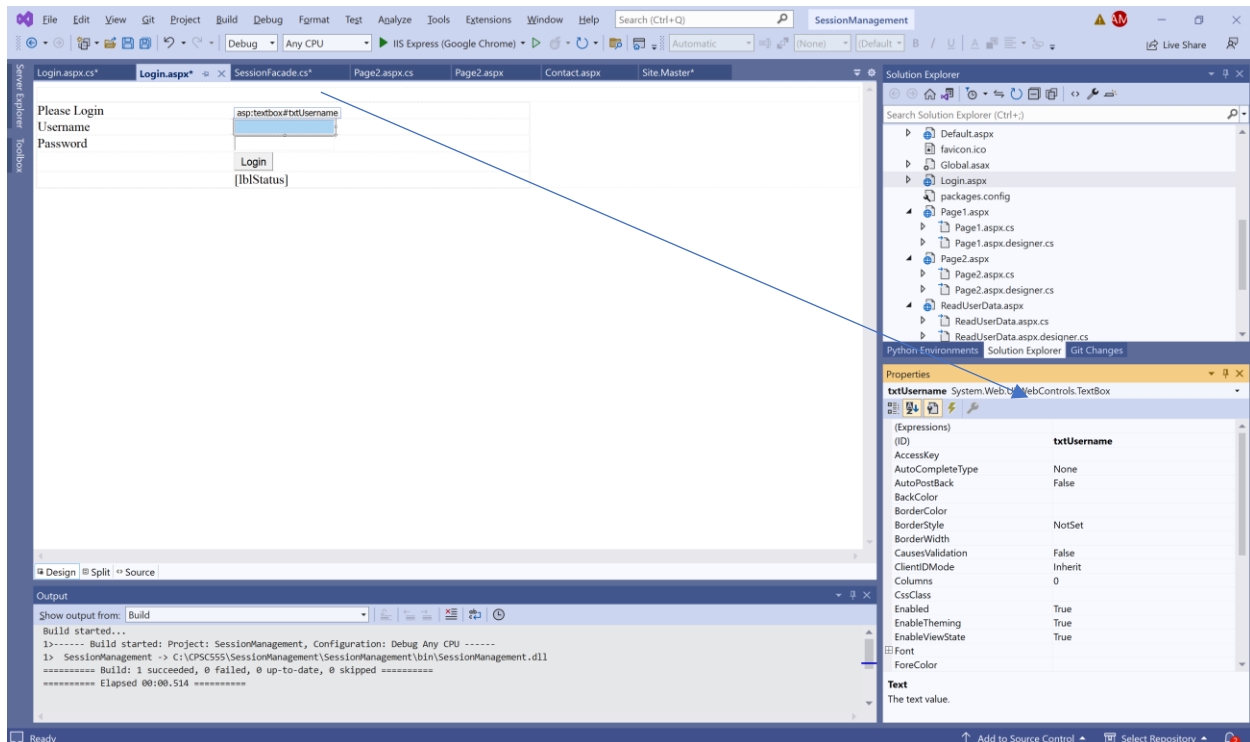 File Edit View Git Project Build Debug Format Test Analyze Tools Extensions Window Help Search (Ctrl+Q) SessionManagement AM
Debug Any CPU IIS Express (Google Chrome) Automatic (None) (Default B I U A Live Share
Server Explorer
Toolbox
Login.aspx.cs* Login.aspx* SessionFacade.cs* Page2.aspx.cs Page2.aspx Contact.aspx Site.Master*
Please Login
asp:textbox#txtUsername
Username
Password
Login
[lblStatus]
Design Split Source
Output
Show output from: Build
Build started...
1>------ Build started: Project: SessionManagement, Configuration: Debug Any CPU ------
1> SessionManagement -> C:\CPSC555\SessionManagement\SessionManagement\bin\SessionManagement.dll
========== Build: 1 succeeded, 0 failed, 0 up-to-date, 0 skipped ==========
========== Elapsed 00:00.514 ==========
Solution Explorer
Search Solution Explorer (Ctrl+;)
Default.aspx
favicon.ico
Global.asax
Login.aspx
packages.config
Page1.aspx
Page1.aspx.cs
Page1.aspx.designer.cs
Page2.aspx
Page2.aspx.cs
Page2.aspx.designer.cs
ReadUserData.aspx
ReadUserData.aspx.cs
ReadUserData.aspx.designer.cs
Python Environments Solution Explorer Git Changes
Properties
txtUsername System.Web.UI.WebControls.TextBox
(Expressions)
(ID) txtUsername
AccessKey
AutoCompleteType None
AutoPostBack False
BackColor
BorderColor
BorderStyle NotSet
BorderWidth
CausesValidation False
ClientIDMode Inherit
Columns 0
CssClass
Enabled True
EnableTheming True
EnableViewState True
Font
ForeColor
Text
The text value.
Ready Add to Source Control Select Repository 2